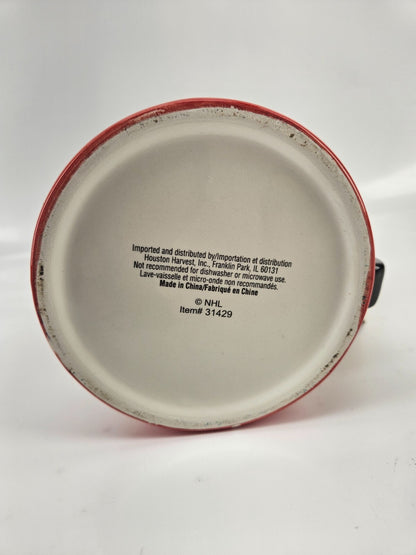 Imported and distributed by/Importation et distribution
Houston Harvest, Inc., Franklin Park, IL 60131
Not recommended for dishwasher or microwave use.
Lave-vaisselle et micro-onde non recommandés.
Made in China/Fabriqué en Chine
© NHL
Item# 31429